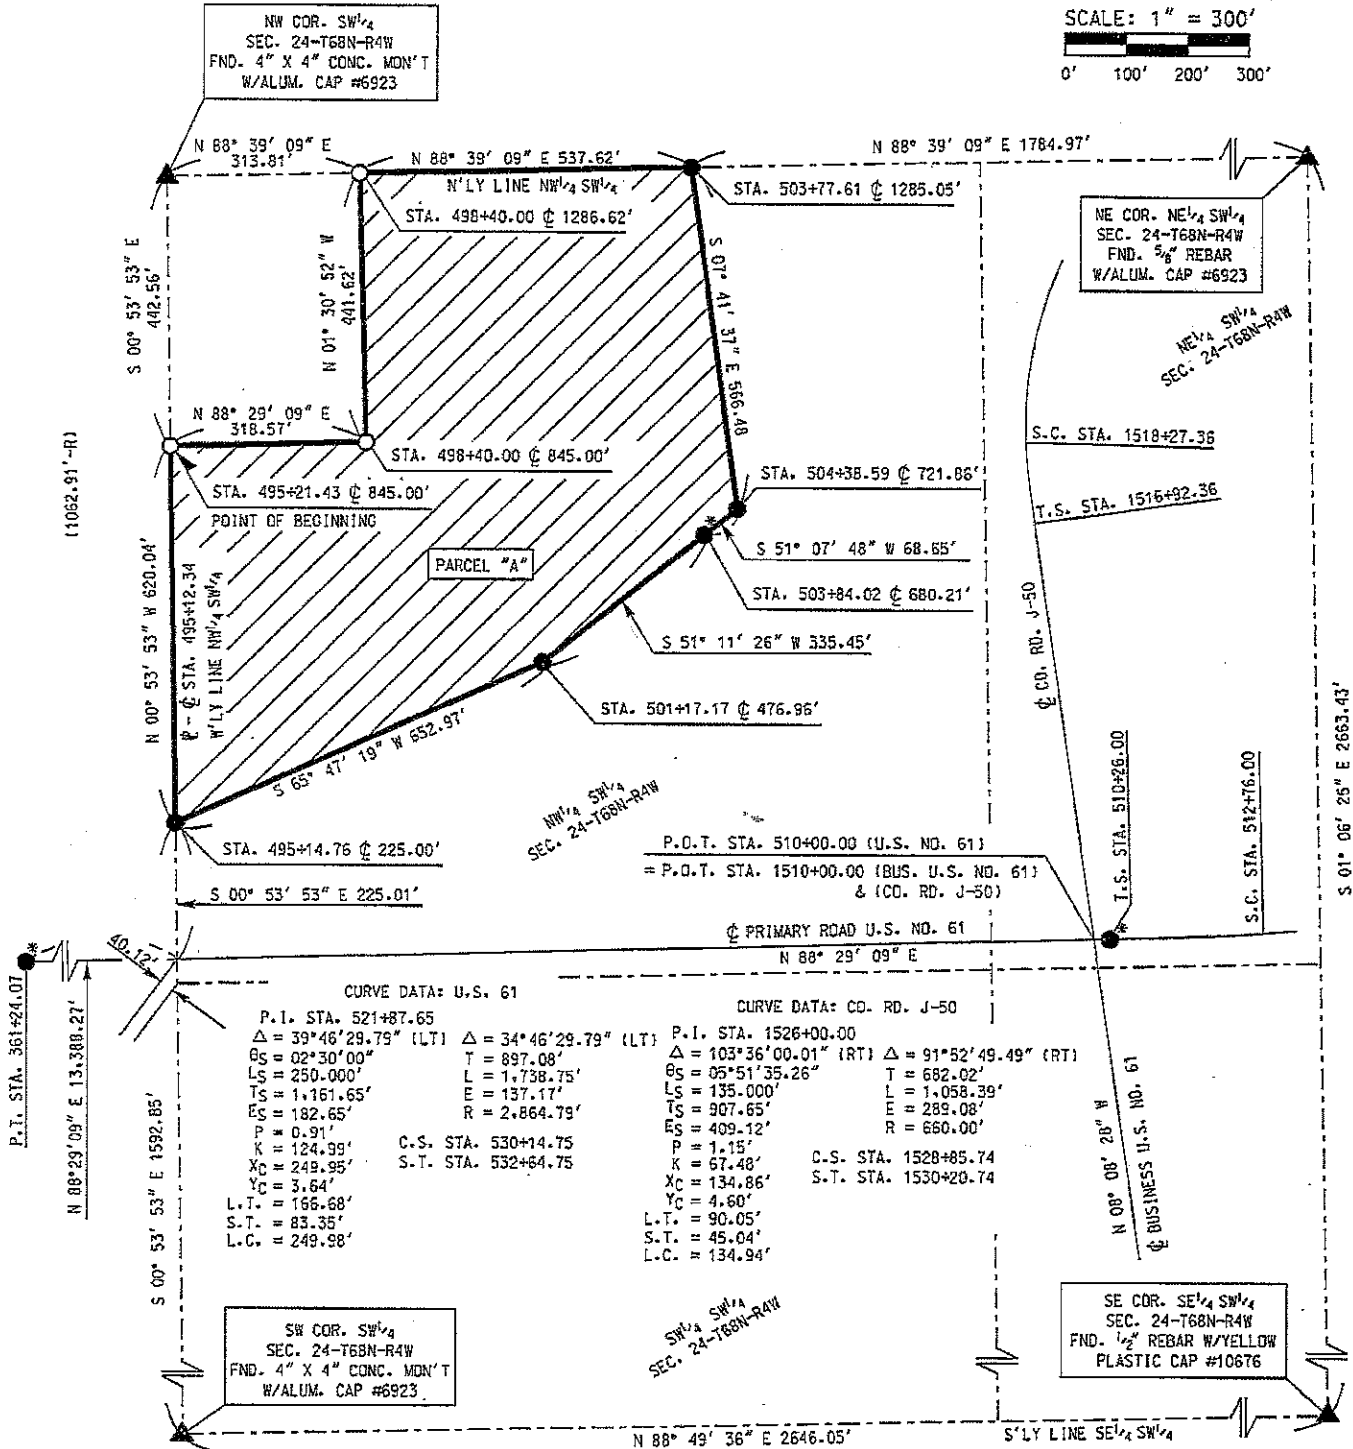 SCALE: 1" = 300'
0' 100' 200' 300'
NW COR. SW1/4
SEC. 24-T68N-R4W
FND. 4" X 4" CONC. MON'T
W/ALUM. CAP #6923
N 88° 39' 09" E
313.81'
N 88° 39' 09" E 537.62'
N'LY LINE NW1/4 SW1/4
N 88° 39' 09" E 1784.97'
STA. 503+77.61 ℄ 1285.05'
STA. 498+40.00 ℄ 1286.62'
NE COR. NE1/4 SW1/4
SEC. 24-T68N-R4W
FND. 5/8" REBAR
W/ALUM. CAP #6923
S 00° 53' 53" E
442.56'
N 01° 30' 52" W
441.62'
S 07° 41' 37" E 566.48
NE1/4 SW1/4
SEC. 24-T68N-R4W
N 88° 29' 09" E
318.57'
STA. 498+40.00 ℄ 845.00'
S.C. STA. 1518+27.36
(1062.91'-R)
STA. 495+21.43 ℄ 845.00'
POINT OF BEGINNING
STA. 504+38.59 ℄ 721.86'
T.S. STA. 1516+92.36
PARCEL "A"
S 51° 07' 48" W 68.65'
STA. 503+84.02 ℄ 680.21'
N 00° 53' 53" W 620.04'
℄ STA. 495+12.34
W'LY LINE NW1/4 SW1/4
S 51° 11' 26" W 335.45'
℄ CO. RD. J-50
STA. 501+17.17 ℄ 476.96'
S 65° 47' 19" W 652.97'
S 01° 06' 25" E 2663.43'
NW1/4 SW1/4
SEC. 24-T68N-R4W
STA. 495+14.76 ℄ 225.00'
P.O.T. STA. 510+00.00 (U.S. NO. 61)
= P.O.T. STA. 1510+00.00 (BUS. U.S. NO. 61)
& (CO. RD. J-50)
T.S. STA. 510+26.00
S.C. STA. 512+76.00
S 00° 53' 53" E 225.01'
℄ PRIMARY ROAD U.S. NO. 61
N 88° 29' 09" E
40.12'
P.T. STA. 361+24.07
N 88°29'09" E 13,388.27'
CURVE DATA: U.S. 61
P.I. STA. 521+87.65
Δ = 39°46'29.79" (LT) Δ = 34°46'29.79" (LT)
θS = 02°30'00" T = 897.08'
LS = 250.000' L = 1,738.75'
TS = 1,161.65' E = 137.17'
ES = 182.65' R = 2,864.79'
P = 0.91'
K = 124.99' C.S. STA. 530+14.75
XC = 249.95' S.T. STA. 532+64.75
YC = 3.64'
L.T. = 166.68'
S.T. = 83.35'
L.C. = 249.98'
CURVE DATA: CO. RD. J-50
P.I. STA. 1526+00.00
Δ = 103°36'00.01" (RT) Δ = 91°52'49.49" (RT)
θS = 05°51'35.26" T = 682.02'
LS = 135.000' L = 1,058.39'
TS = 907.65' E = 289.08'
ES = 409.12' R = 660.00'
P = 1.15'
K = 67.48' C.S. STA. 1528+85.74
XC = 134.86' S.T. STA. 1530+20.74
YC = 4.60'
L.T. = 90.05'
S.T. = 45.04'
L.C. = 134.94'
N 08° 08' 28" W
℄ BUSINESS U.S. NO. 61
S 00° 53' 53" E 1592.85'
SW COR. SW1/4
SEC. 24-T68N-R4W
FND. 4" X 4" CONC. MON'T
W/ALUM. CAP #6923
SW1/4 SW1/4
SEC. 24-T68N-R4W
SE COR. SE1/4 SW1/4
SEC. 24-T68N-R4W
FND. 1/2" REBAR W/YELLOW
PLASTIC CAP #10676
N 88° 49' 36" E 2646.05'
S'LY LINE SE1/4 SW1/4